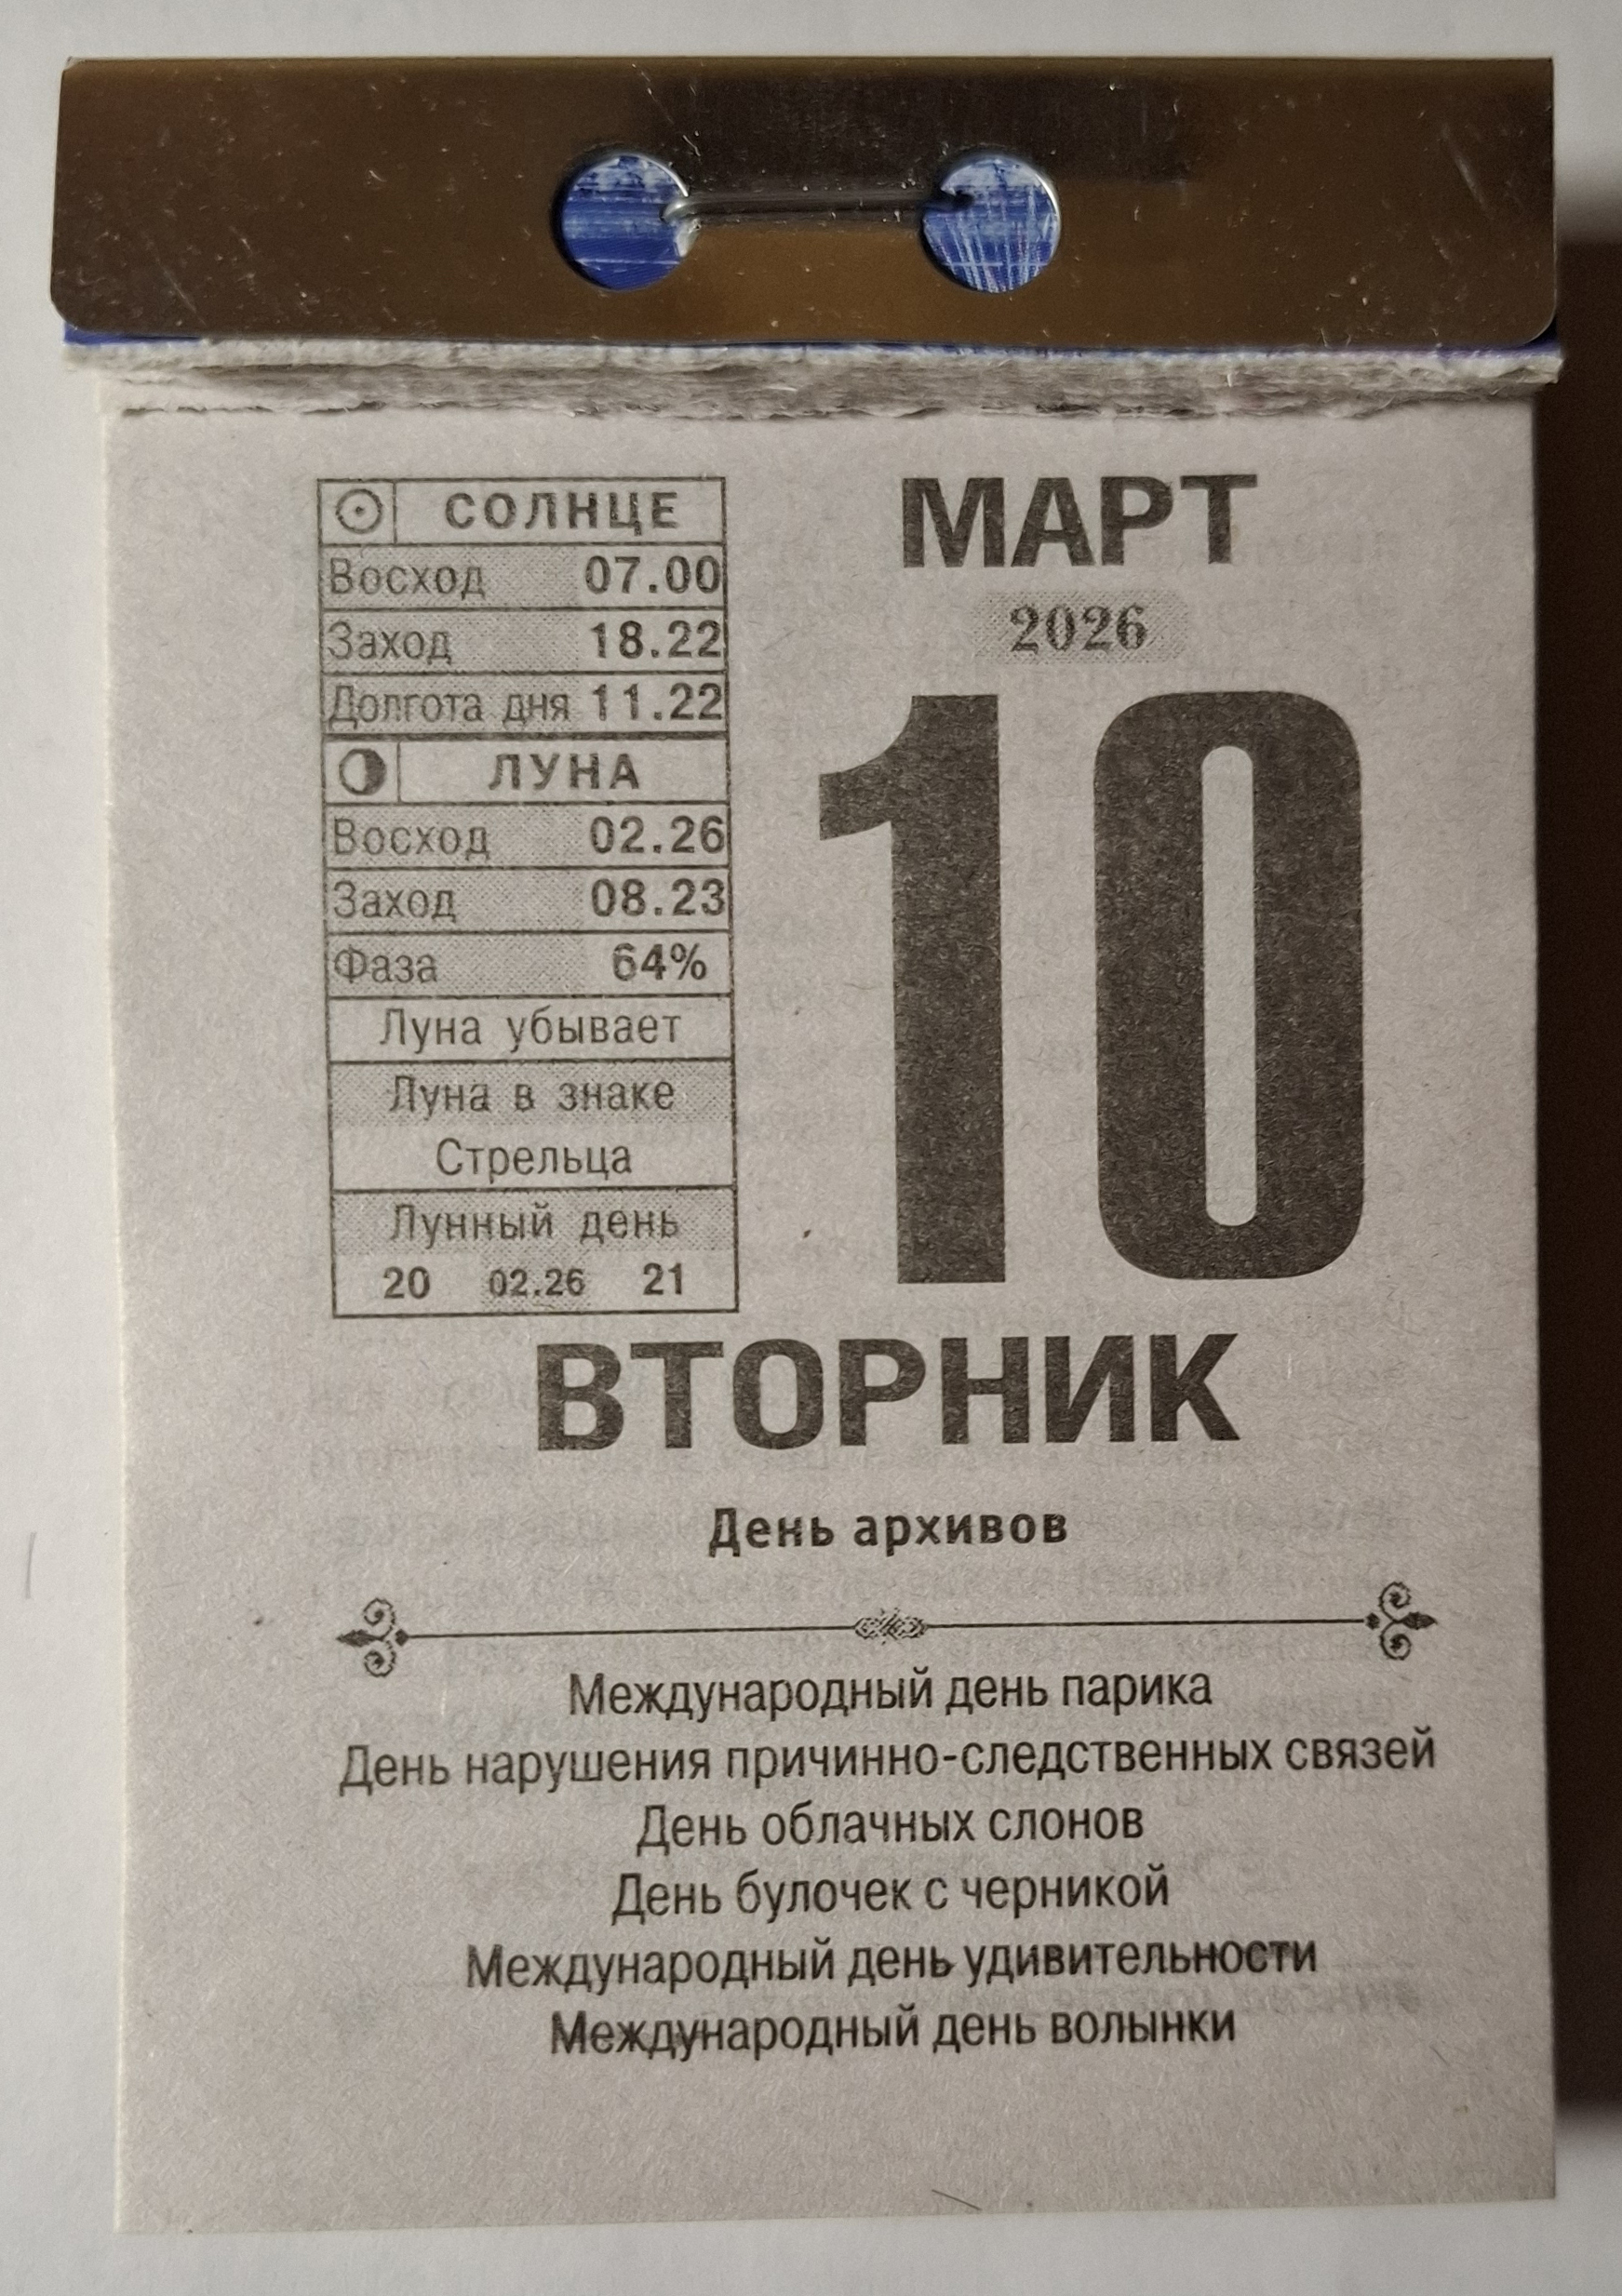 СОЛНЦЕ
Восход 07.00
Заход 18.22
Долгота дня 11.22
ЛУНА
Восход 02.26
Заход 08.23
Фаза 64%
Луна убывает
Луна в знаке
Стрельца
Лунный день
20 02.26 21
МАРТ
2026
10
ВТОРНИК
День архивов
Международный день парика
День нарушения причинно-следственных связей
День облачных слонов
День булочек с черникой
Международный день удивительности
Международный день волынки